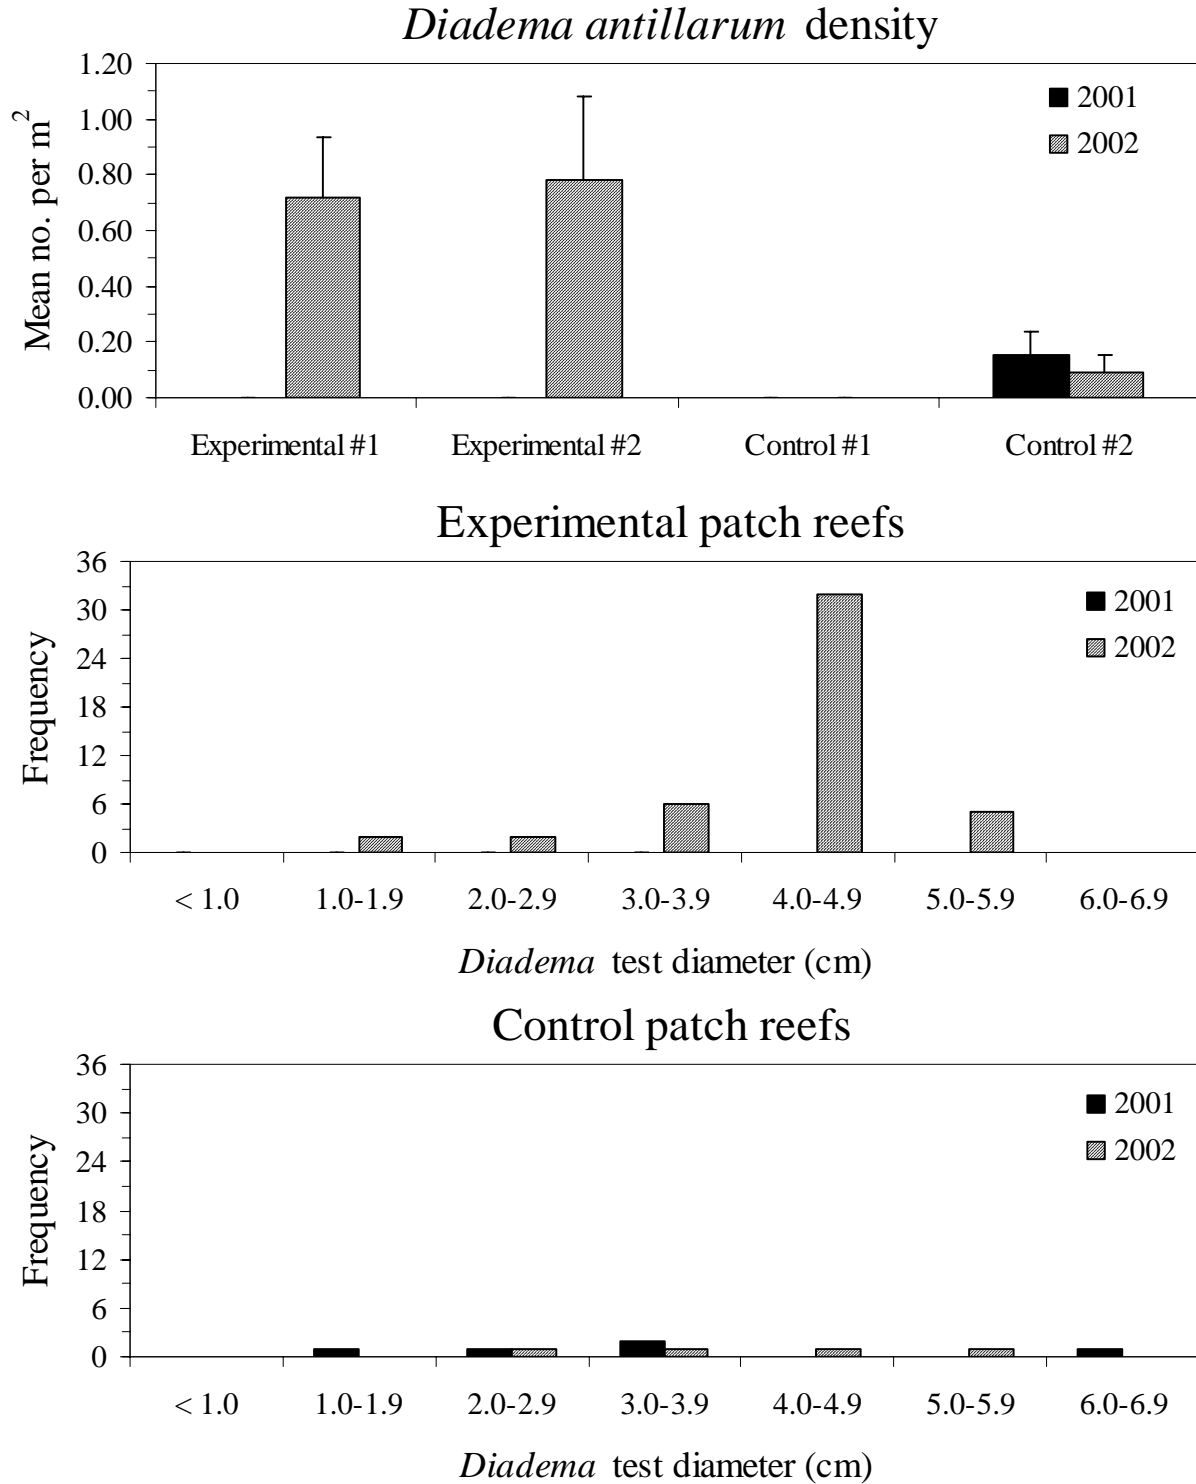 Diadema antillarum density
Mean no. per m²
1.20
1.00
0.80
0.60
0.40
0.20
0.00
2001
2002
Experimental #1 Experimental #2 Control #1 Control #2
Experimental patch reefs
Frequency
36
30
24
18
12
6
0
2001
2002
< 1.0 1.0-1.9 2.0-2.9 3.0-3.9 4.0-4.9 5.0-5.9 6.0-6.9
Diadema test diameter (cm)
Control patch reefs
Frequency
36
30
24
18
12
6
0
2001
2002
< 1.0 1.0-1.9 2.0-2.9 3.0-3.9 4.0-4.9 5.0-5.9 6.0-6.9
Diadema test diameter (cm)